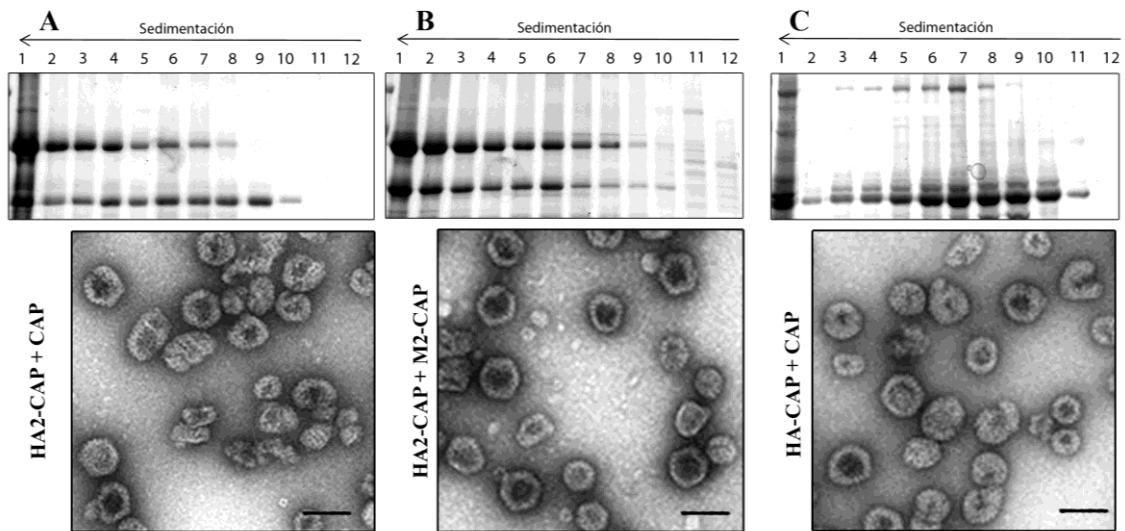 A
Sedimentación
1 2 3 4 5 6 7 8 9 10 11 12
HA2-CAP + CAP
B
Sedimentación
1 2 3 4 5 6 7 8 9 10 11 12
HA2-CAP + M2-CAP
C
Sedimentación
1 2 3 4 5 6 7 8 9 10 11 12
HA-CAP + CAP